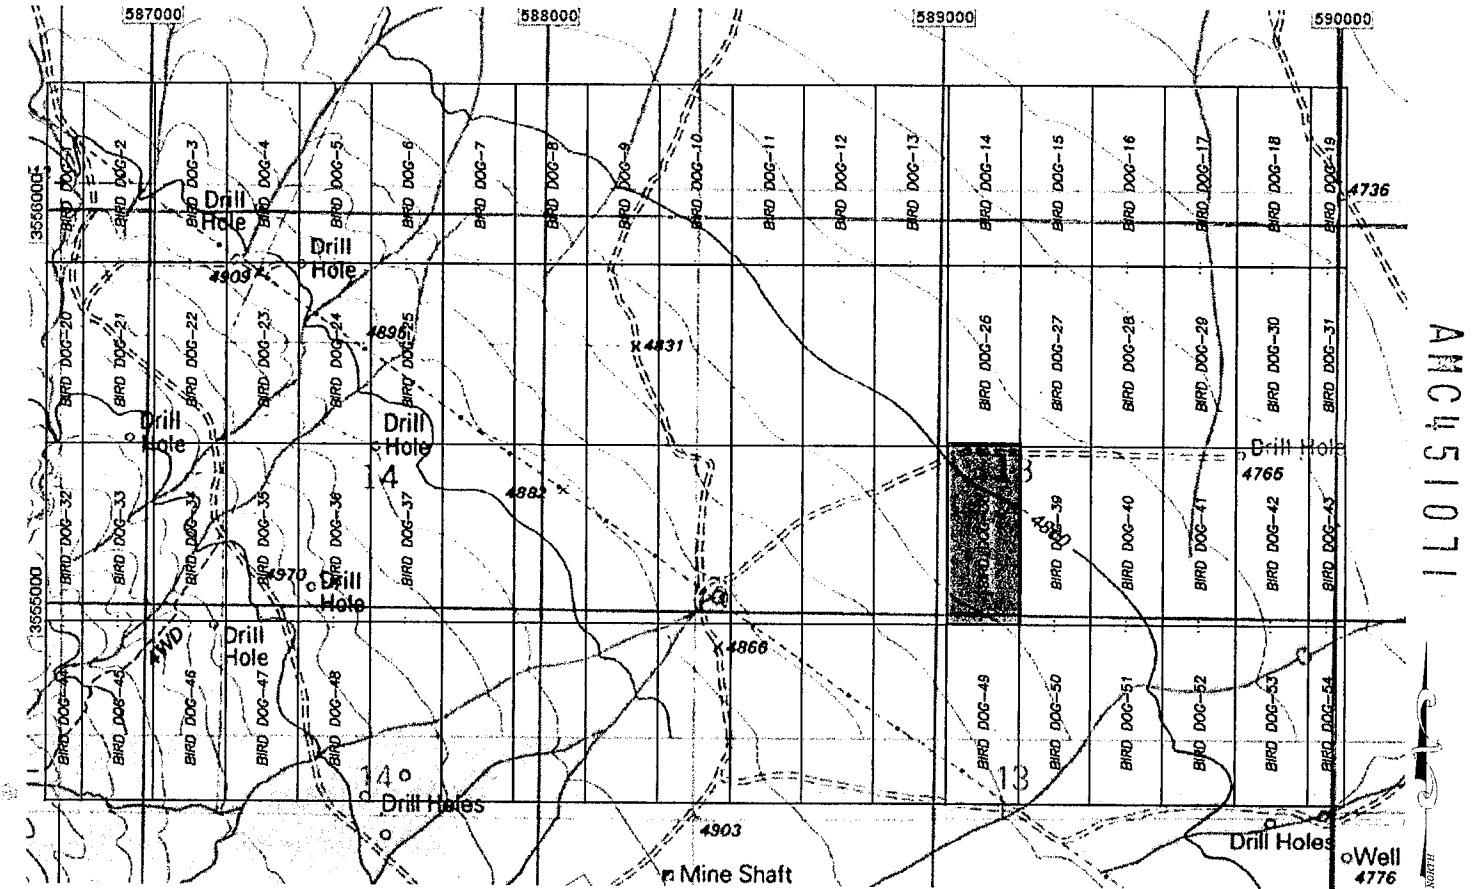 587000
588000
589000
590000
3556000
BIRD DOG-2
BIRD DOG-3
BIRD DOG-4
BIRD DOG-5
BIRD DOG-6
BIRD DOG-7
BIRD DOG-8
BIRD DOG-9
BIRD DOG-10
BIRD DOG-11
BIRD DOG-12
BIRD DOG-13
BIRD DOG-14
BIRD DOG-15
BIRD DOG-16
BIRD DOG-17
BIRD DOG-18
BIRD DOG-19
4736
Drill
Hole
Drill
Hole
4909
4896
4831
BIRD DOG-20
BIRD DOG-21
BIRD DOG-22
BIRD DOG-23
BIRD DOG-24
BIRD DOG-25
BIRD DOG-26
BIRD DOG-27
BIRD DOG-28
BIRD DOG-29
BIRD DOG-30
BIRD DOG-31
AMC451071
Drill
Hole
Drill
Hole
14
Drill Hole
4765
4882
3555000
BIRD DOG-32
BIRD DOG-33
BIRD DOG-34
BIRD DOG-35
BIRD DOG-36
BIRD DOG-37
BIRD DOG-39
BIRD DOG-40
BIRD DOG-41
BIRD DOG-42
BIRD DOG-43
4970
Drill
Hole
4WD
Drill
Hole
4866
BIRD DOG-44
BIRD DOG-45
BIRD DOG-46
BIRD DOG-47
BIRD DOG-48
BIRD DOG-49
BIRD DOG-50
BIRD DOG-51
BIRD DOG-52
BIRD DOG-53
BIRD DOG-54
14
13
Drill Holes
4903
Drill Holes
Mine Shaft
Well
4776
NORTH